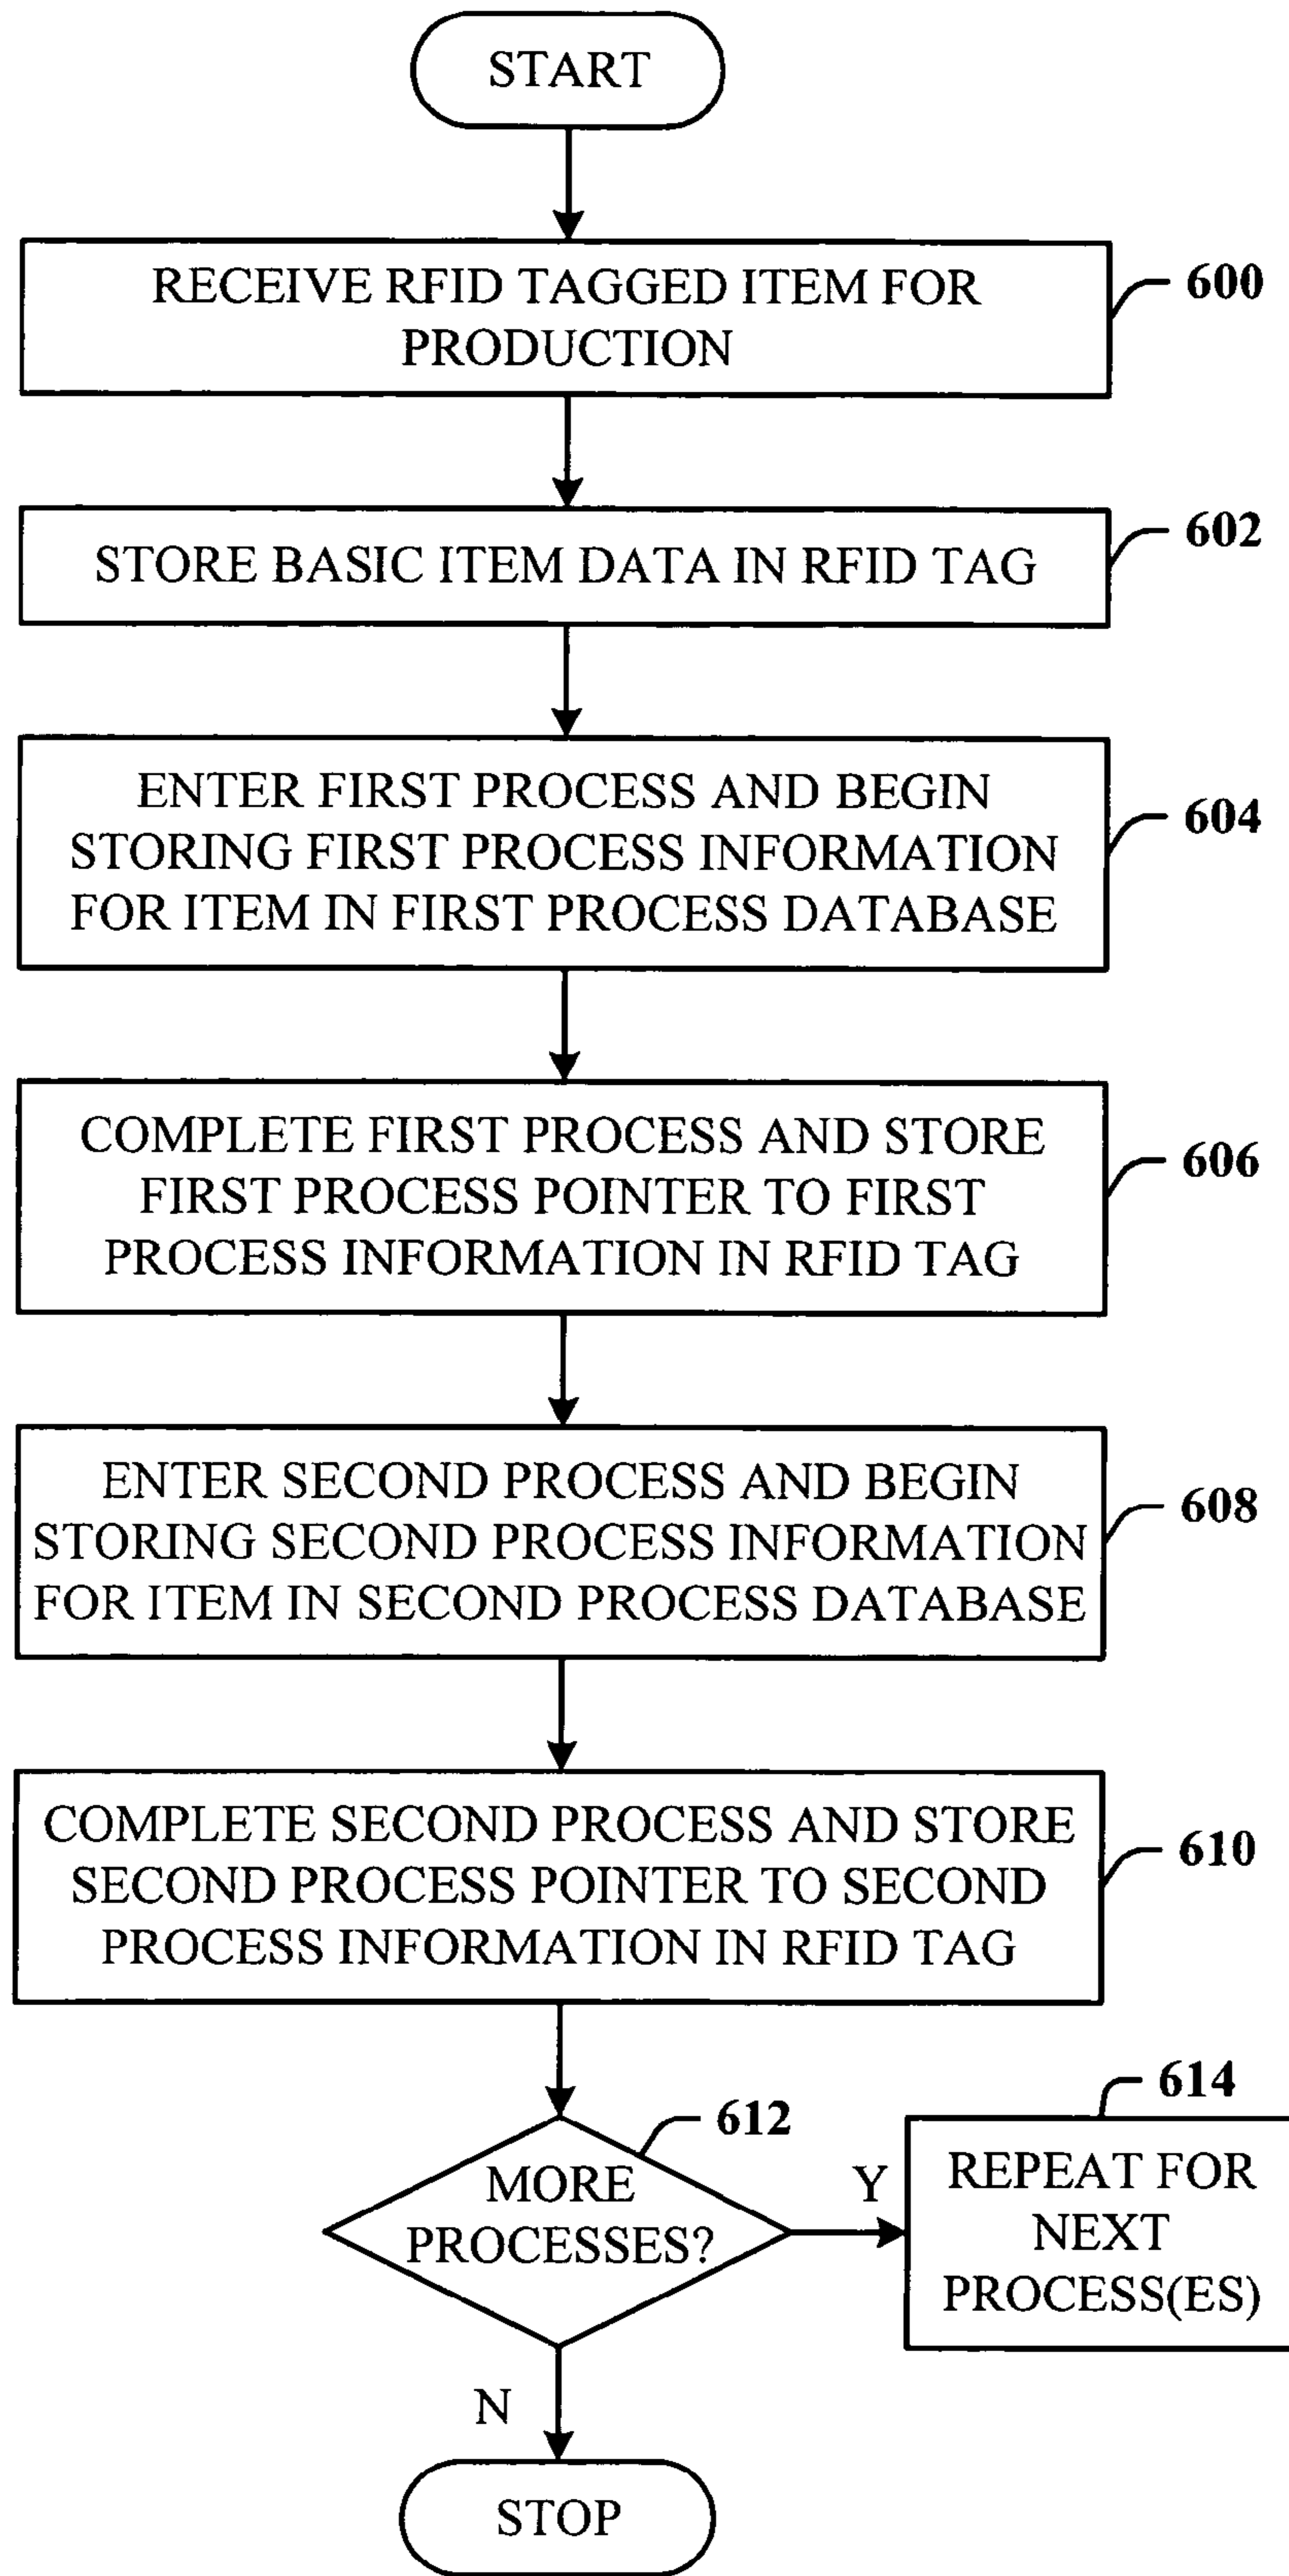 START
RECEIVE RFID TAGGED ITEM FOR
PRODUCTION
600
STORE BASIC ITEM DATA IN RFID TAG
602
ENTER FIRST PROCESS AND BEGIN
STORING FIRST PROCESS INFORMATION
FOR ITEM IN FIRST PROCESS DATABASE
604
COMPLETE FIRST PROCESS AND STORE
FIRST PROCESS POINTER TO FIRST
PROCESS INFORMATION IN RFID TAG
606
ENTER SECOND PROCESS AND BEGIN
STORING SECOND PROCESS INFORMATION
FOR ITEM IN SECOND PROCESS DATABASE
608
COMPLETE SECOND PROCESS AND STORE
SECOND PROCESS POINTER TO SECOND
PROCESS INFORMATION IN RFID TAG
610
MORE
PROCESSES?
612
Y
REPEAT FOR
NEXT
PROCESS(ES)
614
N
STOP